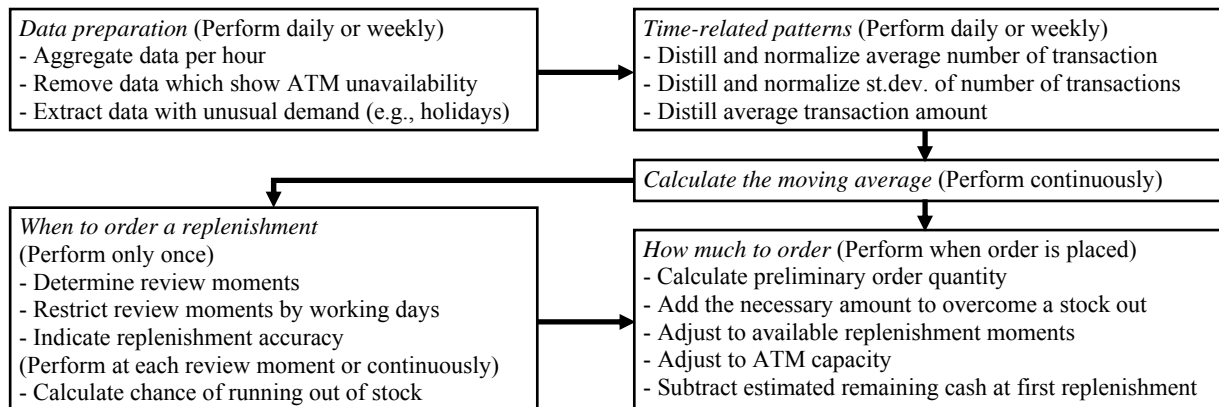 Data preparation (Perform daily or weekly)
- Aggregate data per hour
- Remove data which show ATM unavailability
- Extract data with unusual demand (e.g., holidays)
Time-related patterns (Perform daily or weekly)
- Distill and normalize average number of transaction
- Distill and normalize st.dev. of number of transactions
- Distill average transaction amount
Calculate the moving average (Perform continuously)
When to order a replenishment
(Perform only once)
- Determine review moments
- Restrict review moments by working days
- Indicate replenishment accuracy
(Perform at each review moment or continuously)
- Calculate chance of running out of stock
How much to order (Perform when order is placed)
- Calculate preliminary order quantity
- Add the necessary amount to overcome a stock out
- Adjust to available replenishment moments
- Adjust to ATM capacity
- Subtract estimated remaining cash at first replenishment